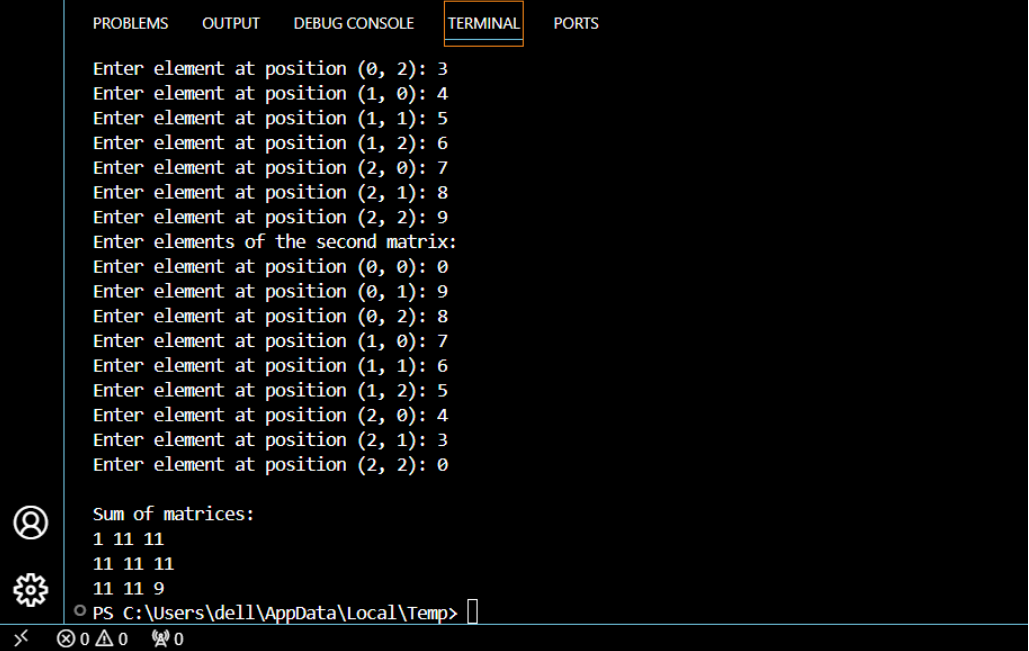 PROBLEMS OUTPUT DEBUG CONSOLE TERMINAL PORTS
Enter element at position (0, 2): 3
Enter element at position (1, 0): 4
Enter element at position (1, 1): 5
Enter element at position (1, 2): 6
Enter element at position (2, 0): 7
Enter element at position (2, 1): 8
Enter element at position (2, 2): 9
Enter elements of the second matrix:
Enter element at position (0, 0): 0
Enter element at position (0, 1): 9
Enter element at position (0, 2): 8
Enter element at position (1, 0): 7
Enter element at position (1, 1): 6
Enter element at position (1, 2): 5
Enter element at position (2, 0): 4
Enter element at position (2, 1): 3
Enter element at position (2, 2): 0
Sum of matrices:
1 11 11
11 11 11
11 11 9
PS C:\Users\dell\AppData\Local\Temp>
0 0 0